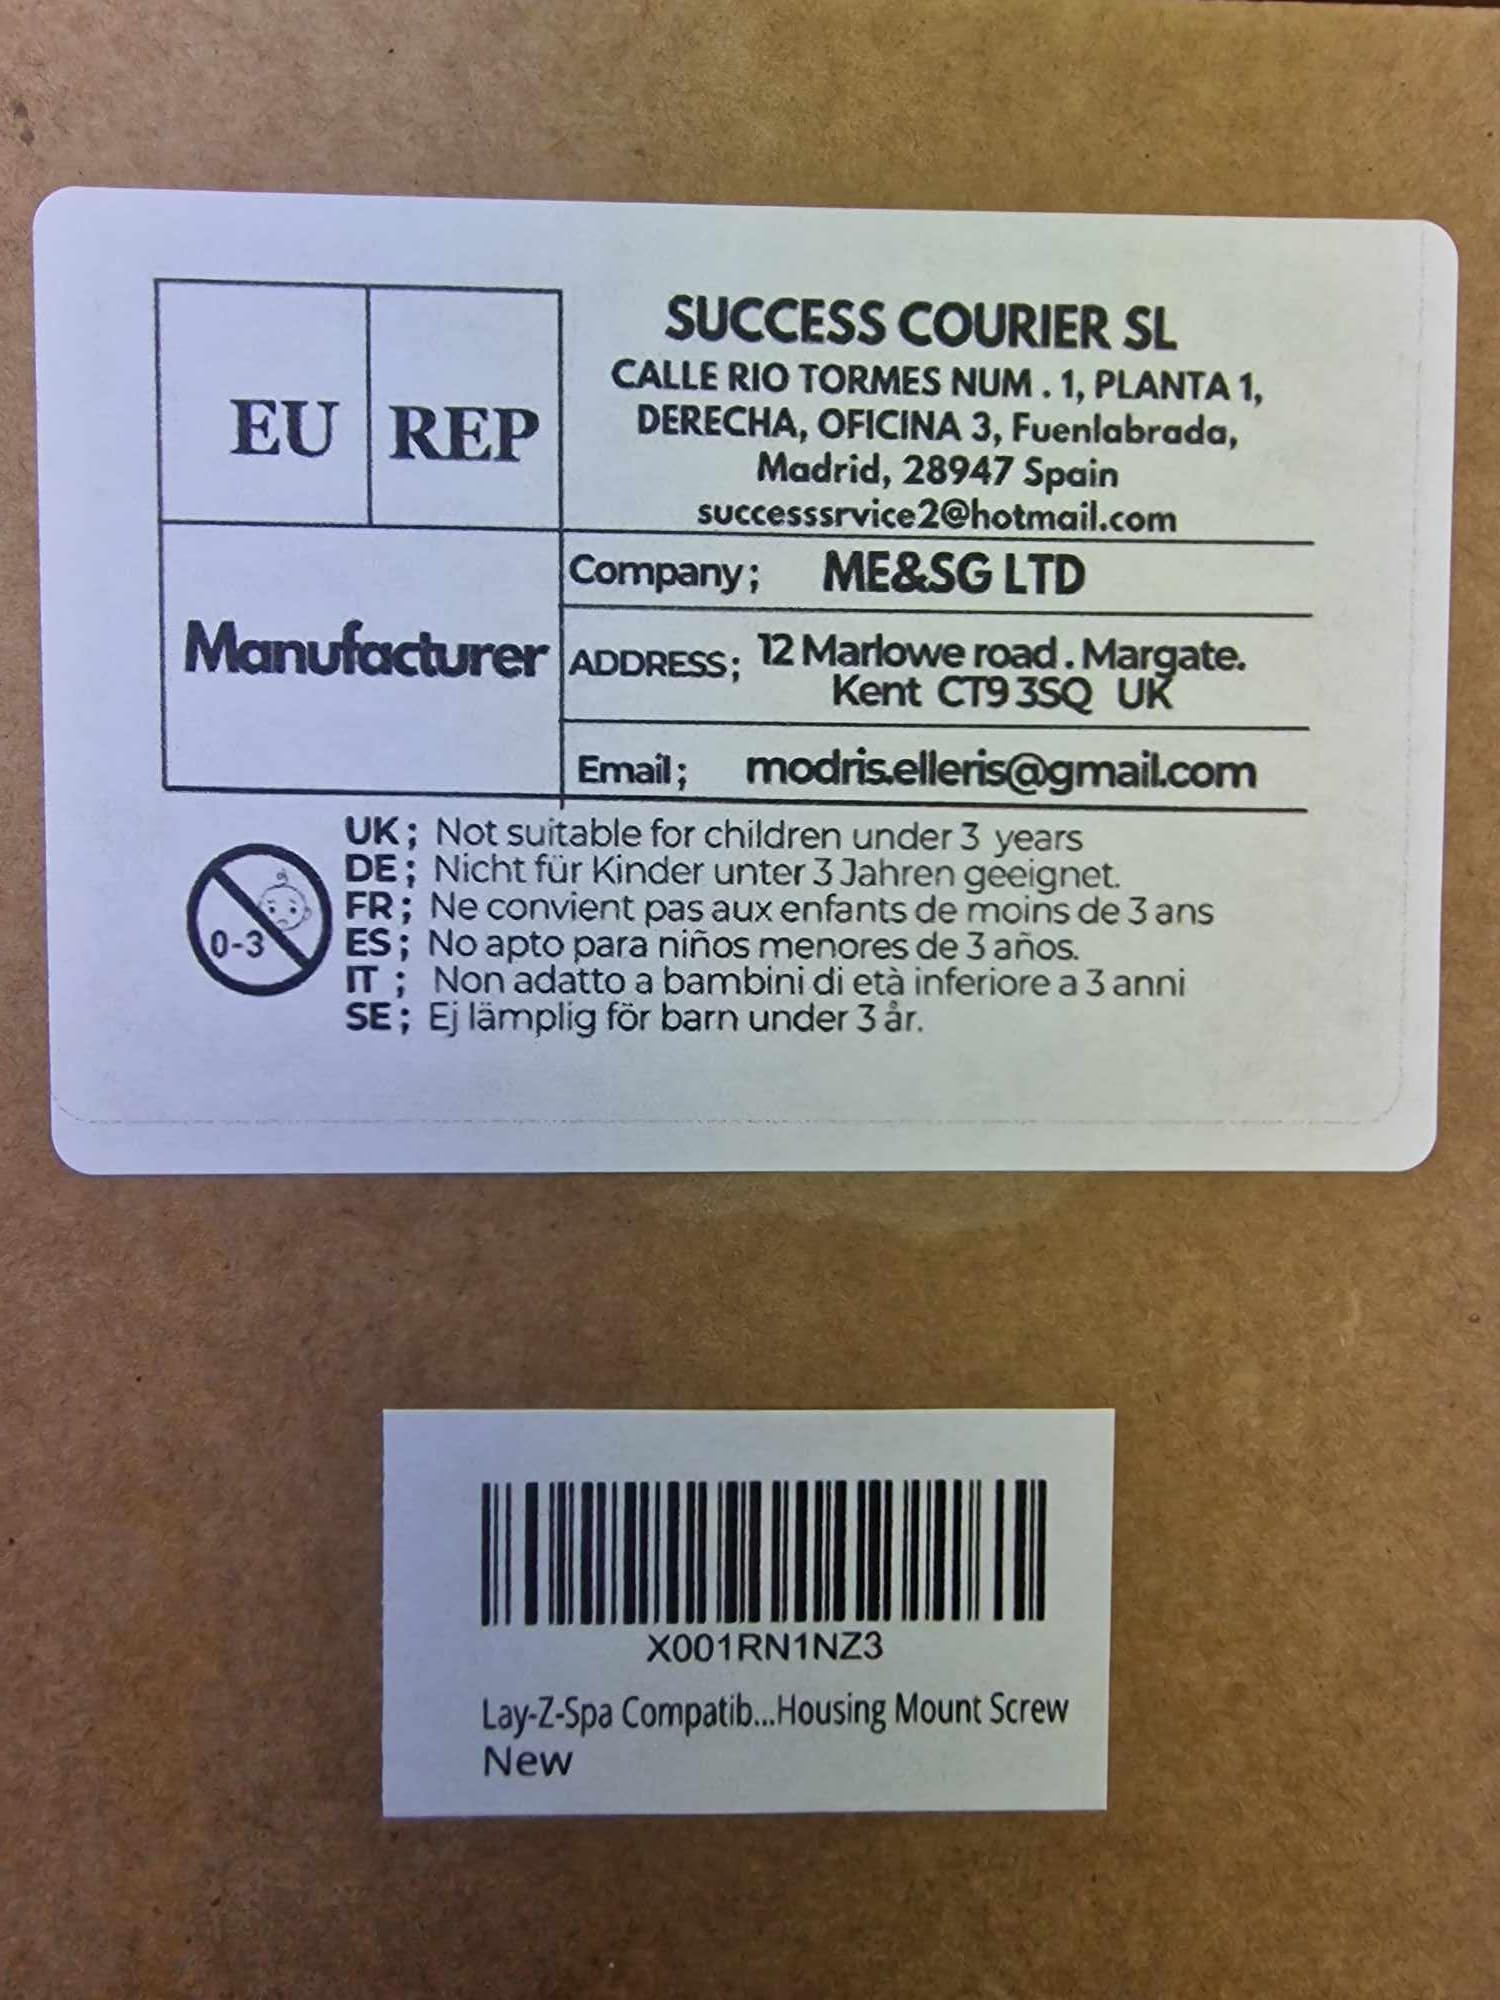 EU REP
SUCCESS COURIER SL
CALLE RIO TORMES NUM . 1, PLANTA 1,
DERECHA, OFICINA 3, Fuenlabrada,
Madrid, 28947 Spain
successsrvice2@hotmail.com
Manufacturer
Company; ME&SG LTD
ADDRESS; 12 Marlowe road . Margate.
Kent CT9 3SQ UK
Email; modris.elleris@gmail.com
0-3
UK; Not suitable for children under 3 years
DE; Nicht für Kinder unter 3 Jahren geeignet.
FR; Ne convient pas aux enfants de moins de 3 ans
ES; No apto para niños menores de 3 años.
IT ; Non adatto a bambini di età inferiore a 3 anni
SE; Ej lämplig för barn under 3 år.
X001RN1NZ3
Lay-Z-Spa Compatib...Housing Mount Screw
New